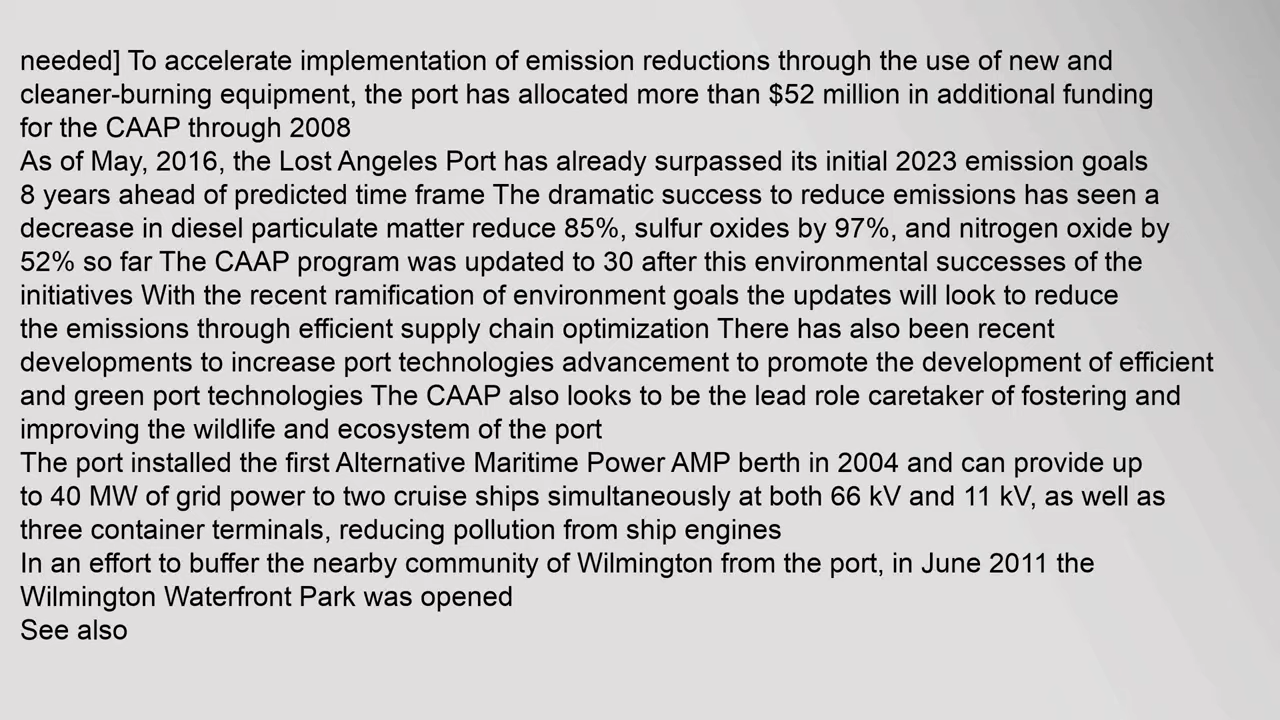 needed] To accelerate implementation of emission reductions through the use of new and
cleaner-burning equipment, the port has allocated more than $52 million in additional funding
for the CAAP through 2008
As of May, 2016, the Lost Angeles Port has already surpassed its initial 2023 emission goals
8 years ahead of predicted time frame The dramatic success to reduce emissions has seen a
decrease in diesel particulate matter reduce 85%, sulfur oxides by 97%, and nitrogen oxide by
52% so far The CAAP program was updated to 30 after this environmental successes of the
initiatives With the recent ramification of environment goals the updates will look to reduce
the emissions through efficient supply chain optimization There has also been recent
developments to increase port technologies advancement to promote the development of efficient
and green port technologies The CAAP also looks to be the lead role caretaker of fostering and
improving the wildlife and ecosystem of the port
The port installed the first Alternative Maritime Power AMP berth in 2004 and can provide up
to 40 MW of grid power to two cruise ships simultaneously at both 66 kV and 11 kV, as well as
three container terminals, reducing pollution from ship engines
In an effort to buffer the nearby community of Wilmington from the port, in June 2011 the
Wilmington Waterfront Park was opened
See also